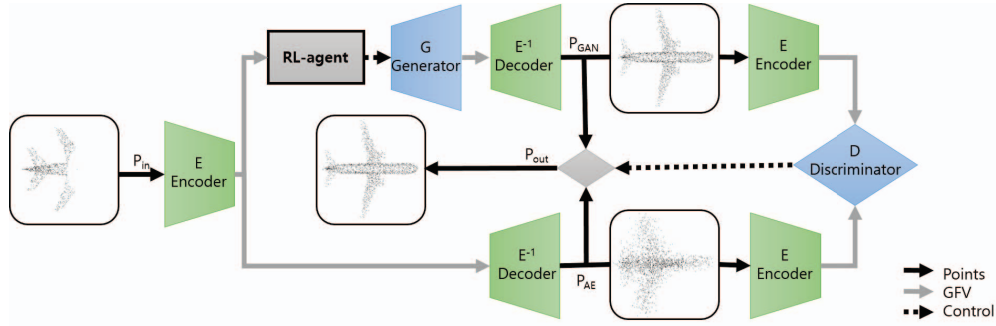 RL-agent
G
Generator
E⁻¹
Decoder
P_GAN
E
Encoder
P_in
E
Encoder
P_out
D
Discriminator
E⁻¹
Decoder
P_AE
E
Encoder
Points
GFV
Control